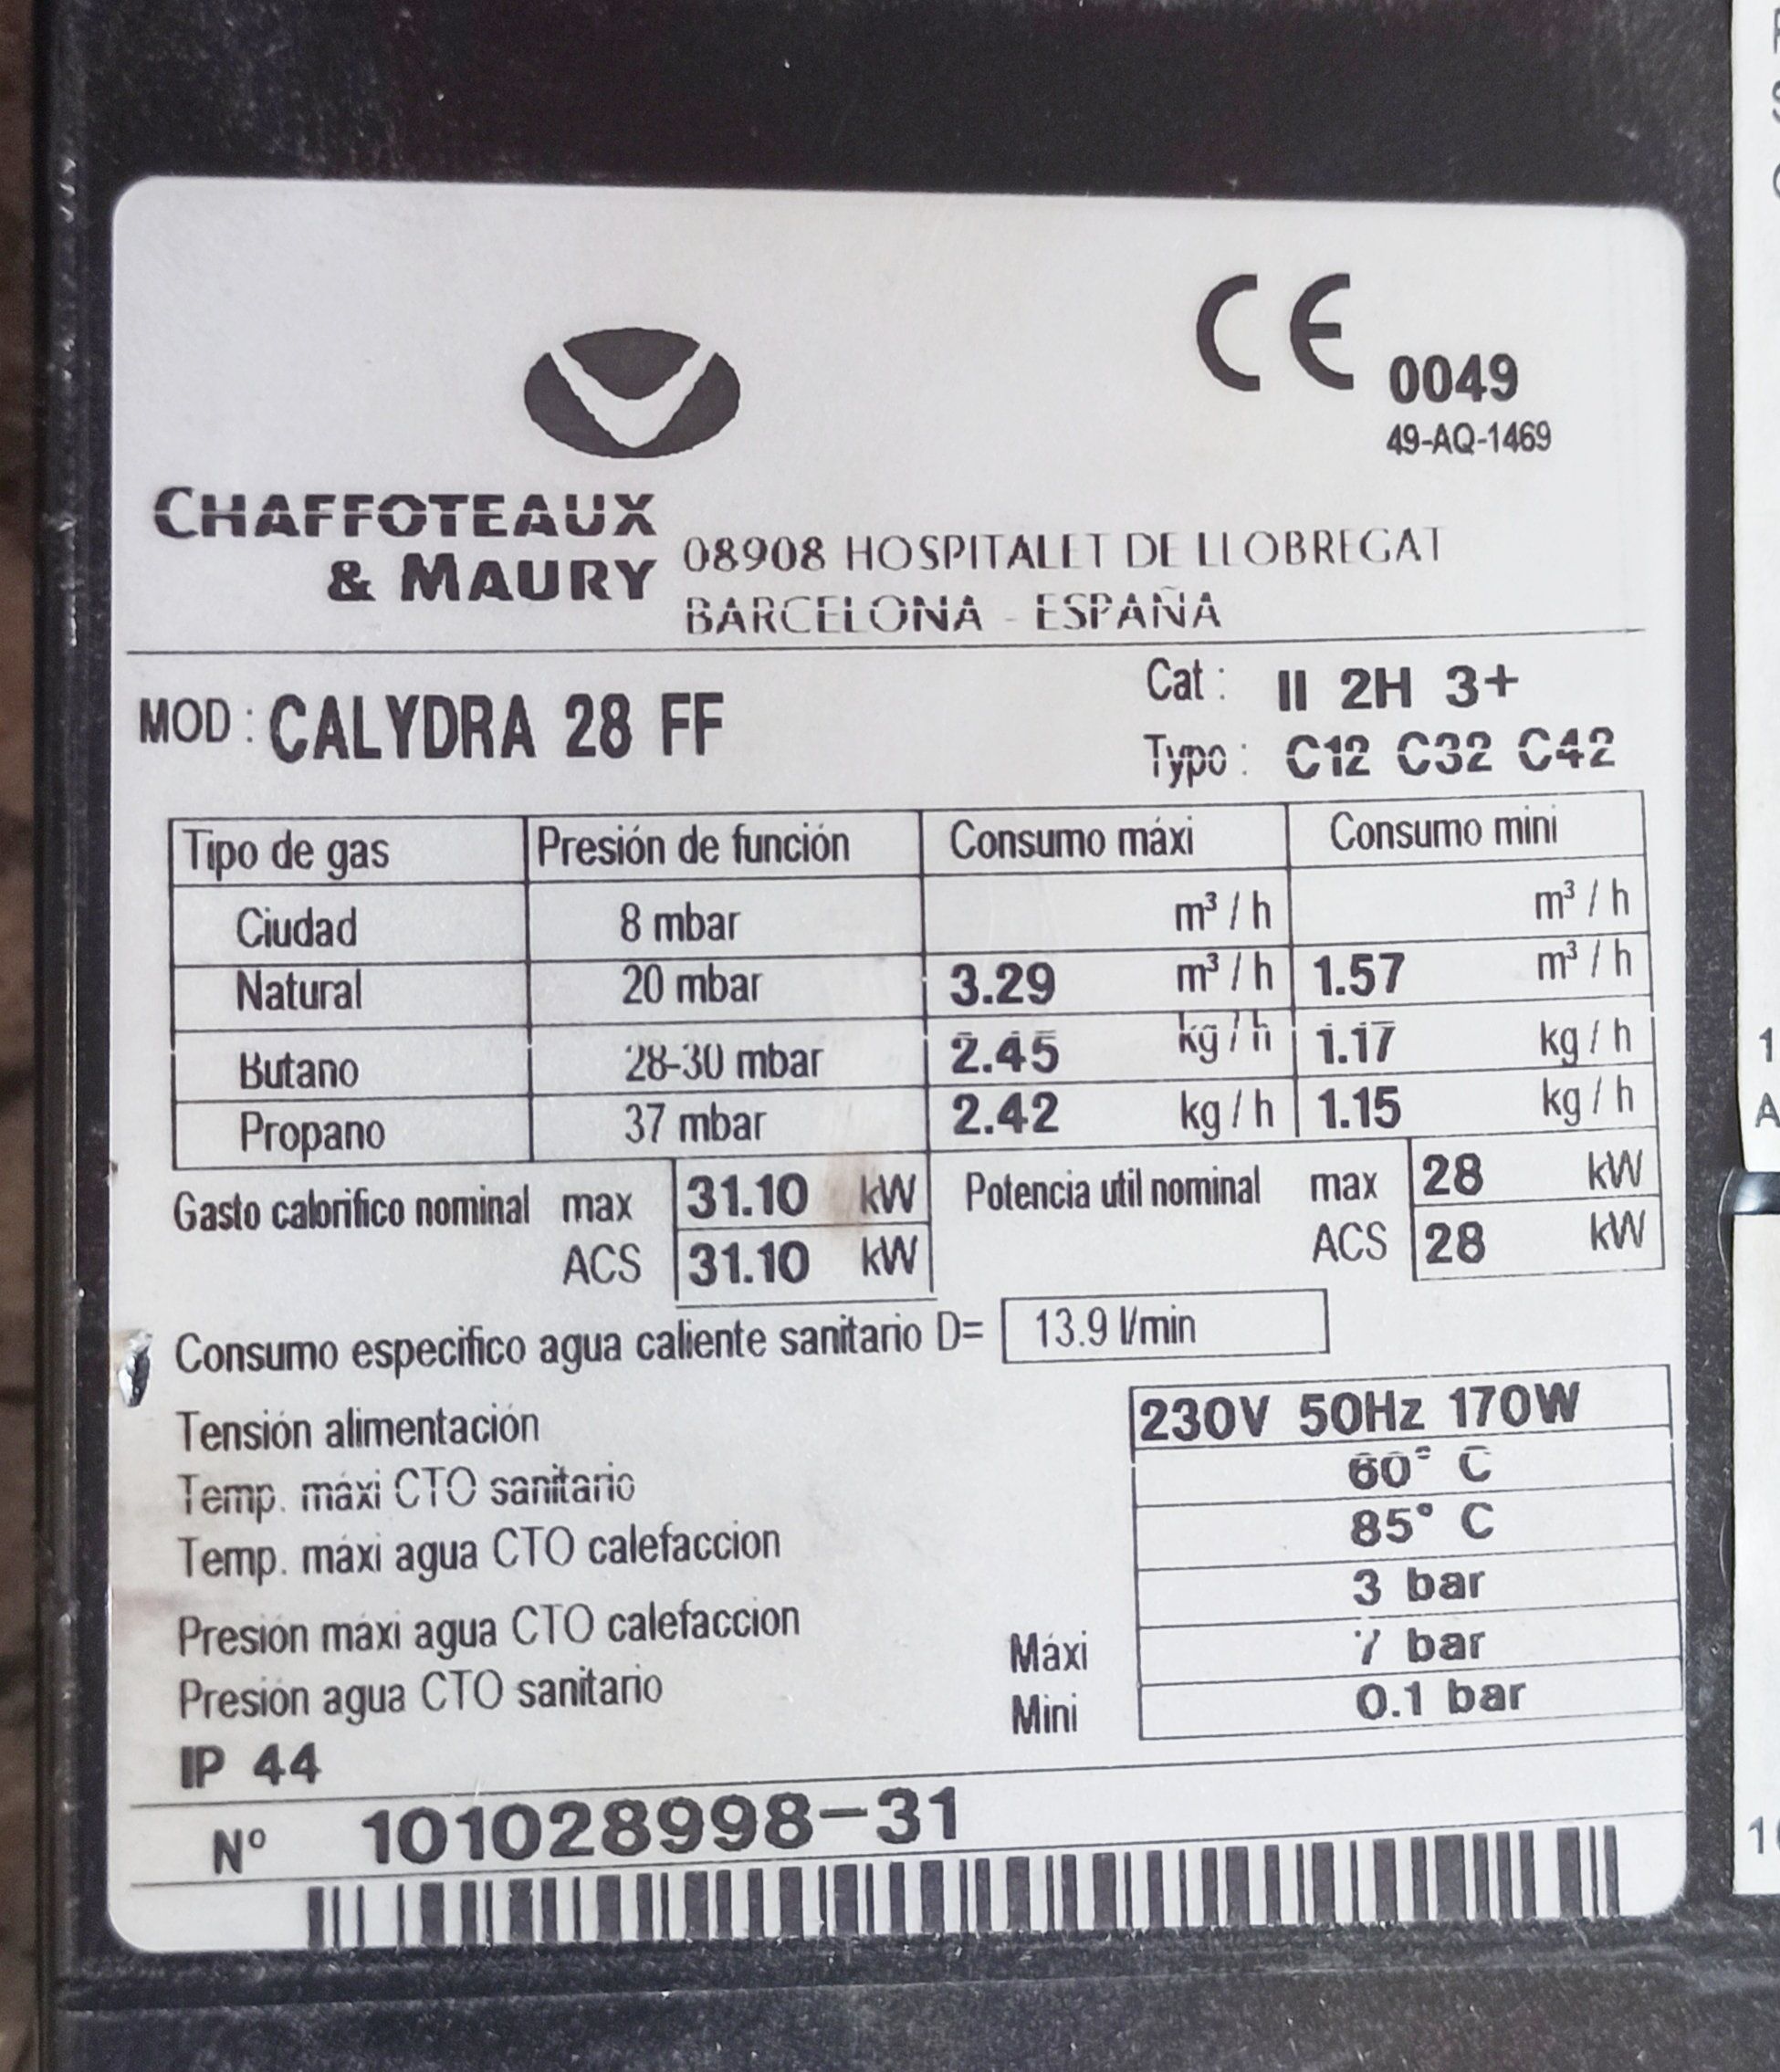 CE 0049
49-AQ-1469
CHAFFOTEAUX
& MAURY
08908 HOSPITALET DE LLOBREGAT
BARCELONA - ESPAÑA
MOD : CALYDRA 28 FF
Cat : II 2H 3+
Typo : C12 C32 C42
Tipo de gas Presión de función Consumo máxi Consumo mini
Ciudad 8 mbar m³ / h m³ / h
Natural 20 mbar 3.29 m³ / h 1.57 m³ / h
Butano 28-30 mbar 2.45 kg / h 1.17 kg / h
Propano 37 mbar 2.42 kg / h 1.15 kg / h
Gasto calorifico nominal max 31.10 kW Potencia util nominal max 28 kW
ACS 31.10 kW ACS 28 kW
Consumo especifico agua caliente sanitario D= 13.9 l/min
Tensión alimentación 230V 50Hz 170W
Temp. máxi CTO sanitario 60° C
Temp. máxi agua CTO calefaccion 85° C
Presión máxi agua CTO calefaccion 3 bar
Presión agua CTO sanitario Máxi 7 bar
Mini 0.1 bar
IP 44
Nº 101028998-31